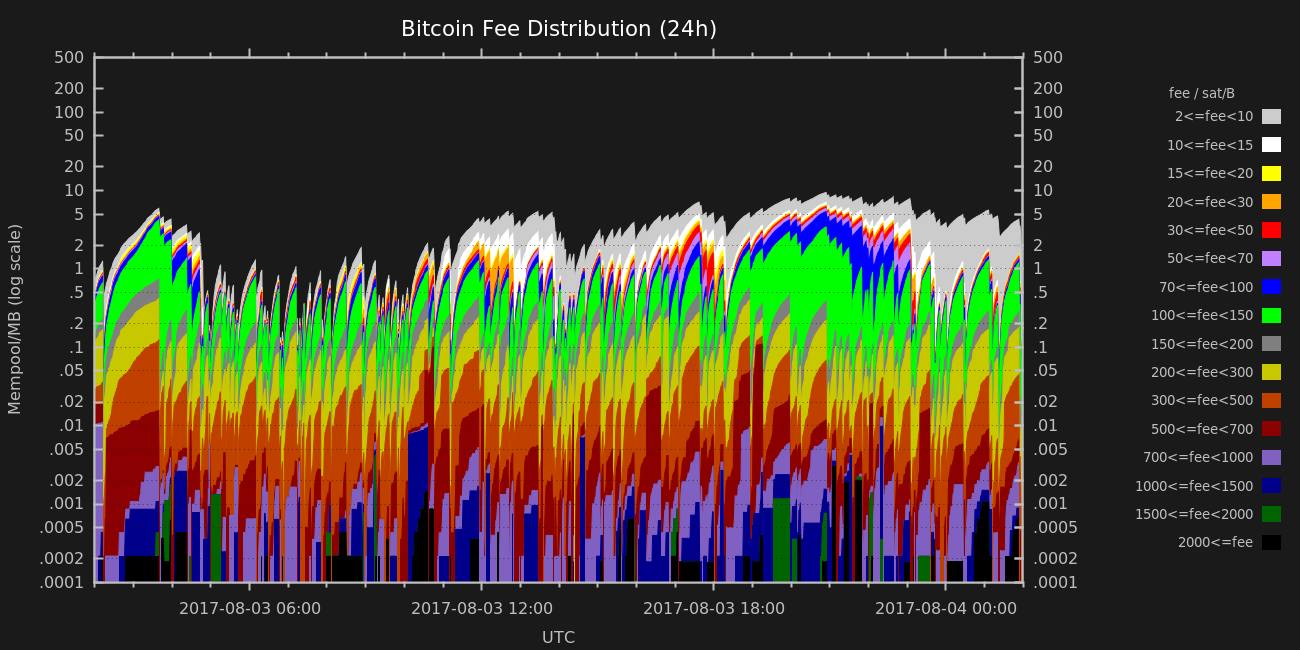 Bitcoin Fee Distribution (24h)
Mempool/MB (log scale)
500
200
100
50
20
10
5
2
1
.5
.2
.1
.05
.02
.01
.005
.002
.001
.0005
.0002
.0001
500
200
100
50
20
10
5
2
1
.5
.2
.1
.05
.02
.01
.005
.002
.001
.0005
.0002
.0001
2017-08-03 06:00
2017-08-03 12:00
2017-08-03 18:00
2017-08-04 00:00
UTC
fee / sat/B
2<=fee<10
10<=fee<15
15<=fee<20
20<=fee<30
30<=fee<50
50<=fee<70
70<=fee<100
100<=fee<150
150<=fee<200
200<=fee<300
300<=fee<500
500<=fee<700
700<=fee<1000
1000<=fee<1500
1500<=fee<2000
2000<=fee